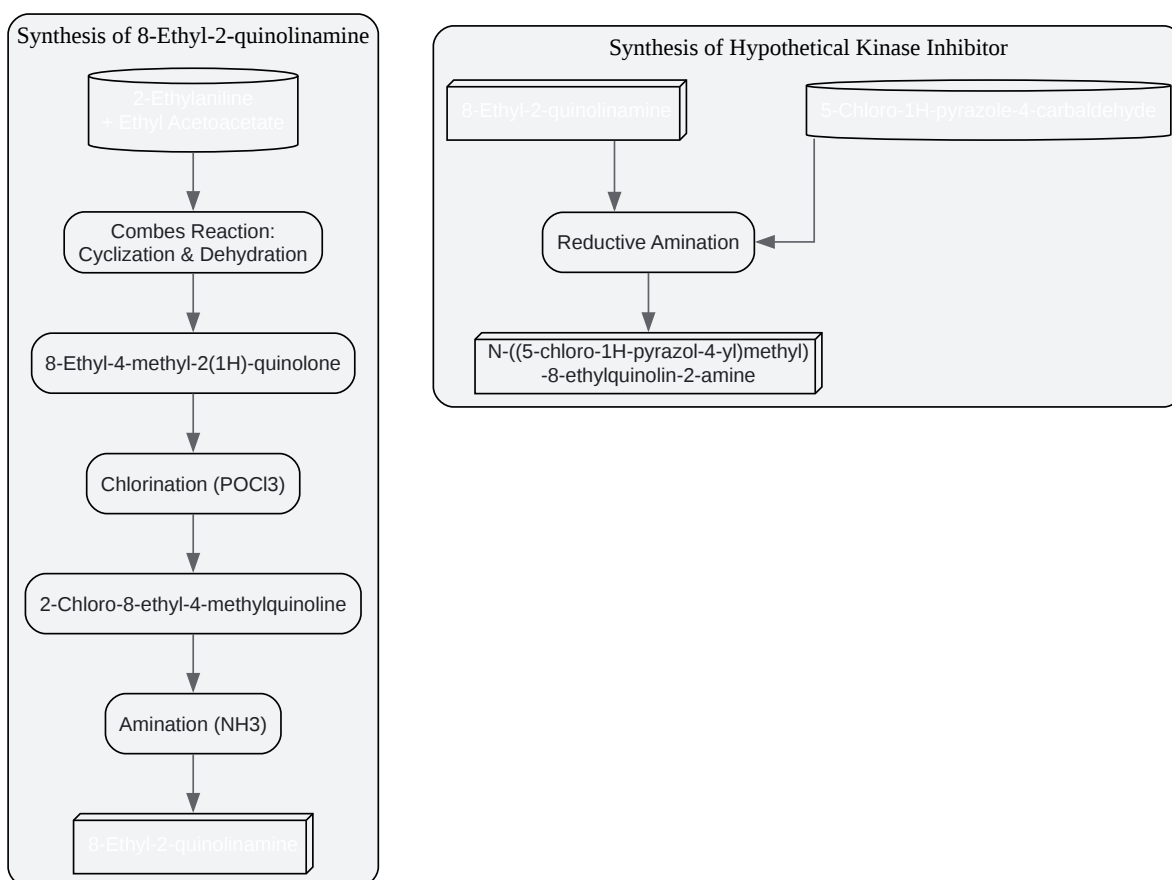 Synthesis of 8-Ethyl-2-quinolinamine
2-Ethylaniline
+ Ethyl Acetoacetate
Combes Reaction:
Cyclization & Dehydration
8-Ethyl-4-methyl-2(1H)-quinolone
Chlorination (POCl3)
2-Chloro-8-ethyl-4-methylquinoline
Amination (NH3)
8-Ethyl-2-quinolinamine
Synthesis of Hypothetical Kinase Inhibitor
8-Ethyl-2-quinolinamine
5-Chloro-1H-pyrazole-4-carbaldehyde
Reductive Amination
N-((5-chloro-1H-pyrazol-4-yl)methyl)
-8-ethylquinolin-2-amine